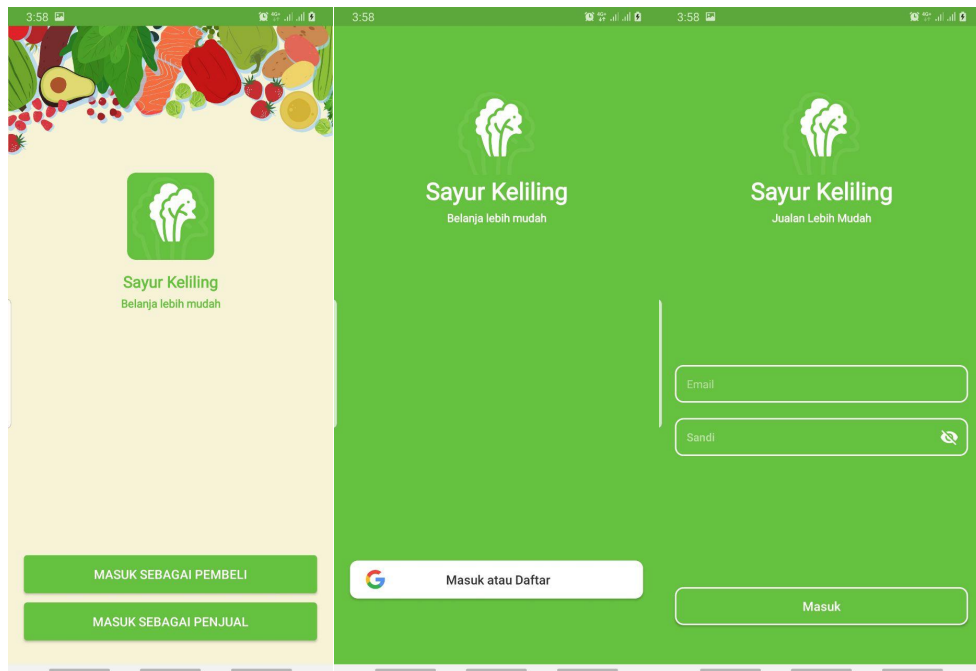 3:58
Sayur Keliling
Belanja lebih mudah
MASUK SEBAGAI PEMBELI
MASUK SEBAGAI PENJUAL
3:58
Sayur Keliling
Belanja lebih mudah
Masuk atau Daftar
3:58
Sayur Keliling
Jualan Lebih Mudah
Email
Sandi
Masuk